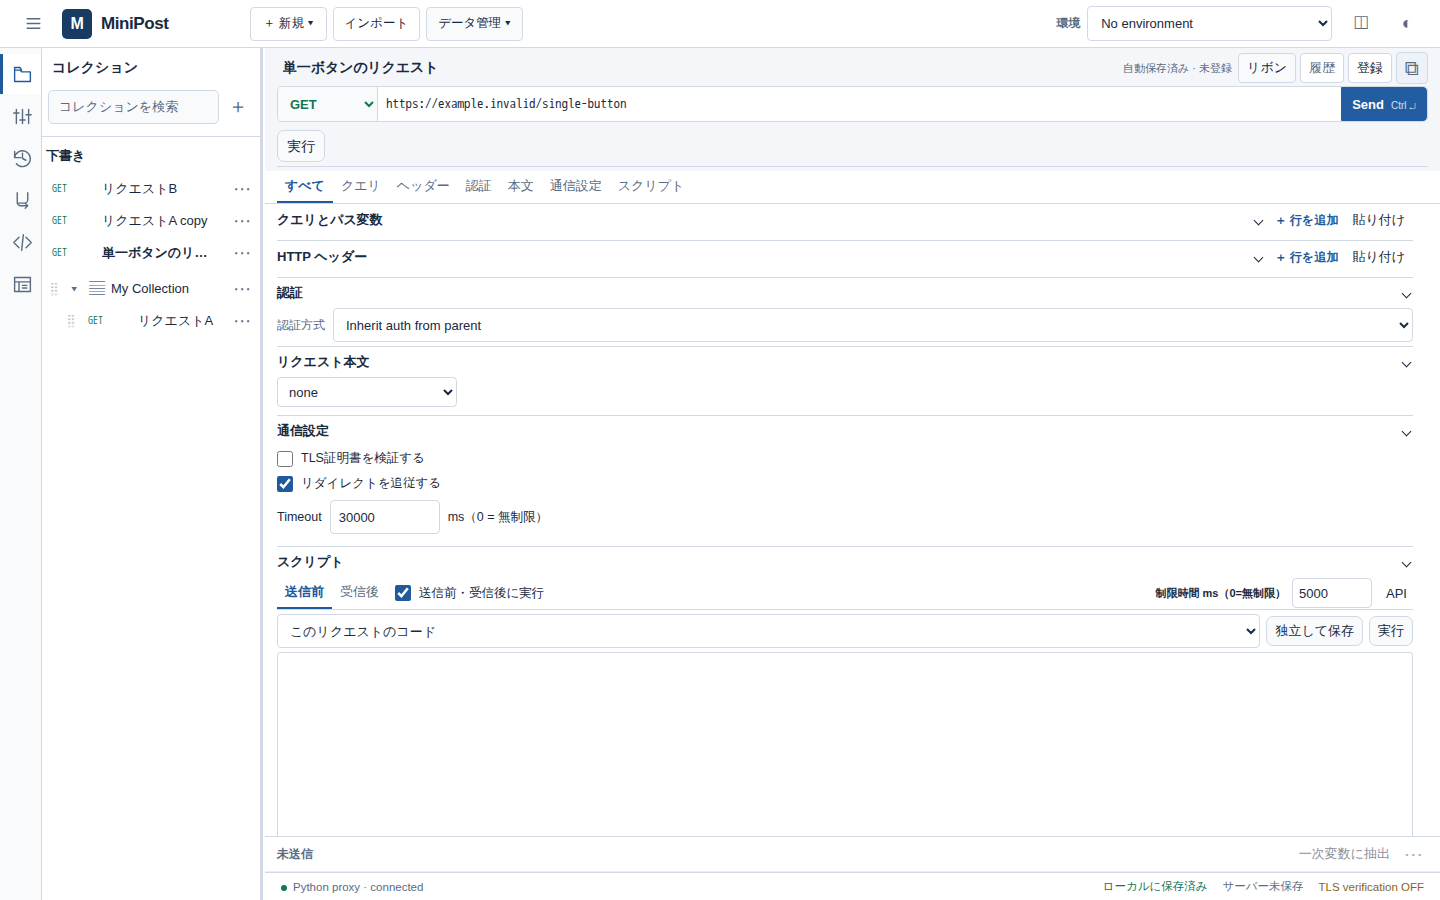 M MiniPost ＋ 新規 ▾ インポート データ管理 ▾ 環境 No environment
コレクション
コレクションを検索 ＋
下書き
GET リクエストB ···
GET リクエストA copy ···
GET 単一ボタンのリ… ···
▾ My Collection ···
GET リクエストA ···
単一ボタンのリクエスト 自動保存済み · 未登録 リボン 履歴 登録
GET https://example.invalid/single-button Send Ctrl ⏎
実行
すべて クエリ ヘッダー 認証 本文 通信設定 スクリプト
クエリとパス変数 ＋ 行を追加 貼り付け
HTTP ヘッダー ＋ 行を追加 貼り付け
認証
認証方式 Inherit auth from parent
リクエスト本文
none
通信設定
TLS証明書を検証する
リダイレクトを追従する
Timeout 30000 ms（0 = 無制限）
スクリプト
送信前 受信後 送信前・受信後に実行 制限時間 ms（0=無制限） 5000 API
このリクエストのコード 独立して保存 実行
未送信 一次変数に抽出 ···
Python proxy · connected ローカルに保存済み サーバー未保存 TLS verification OFF